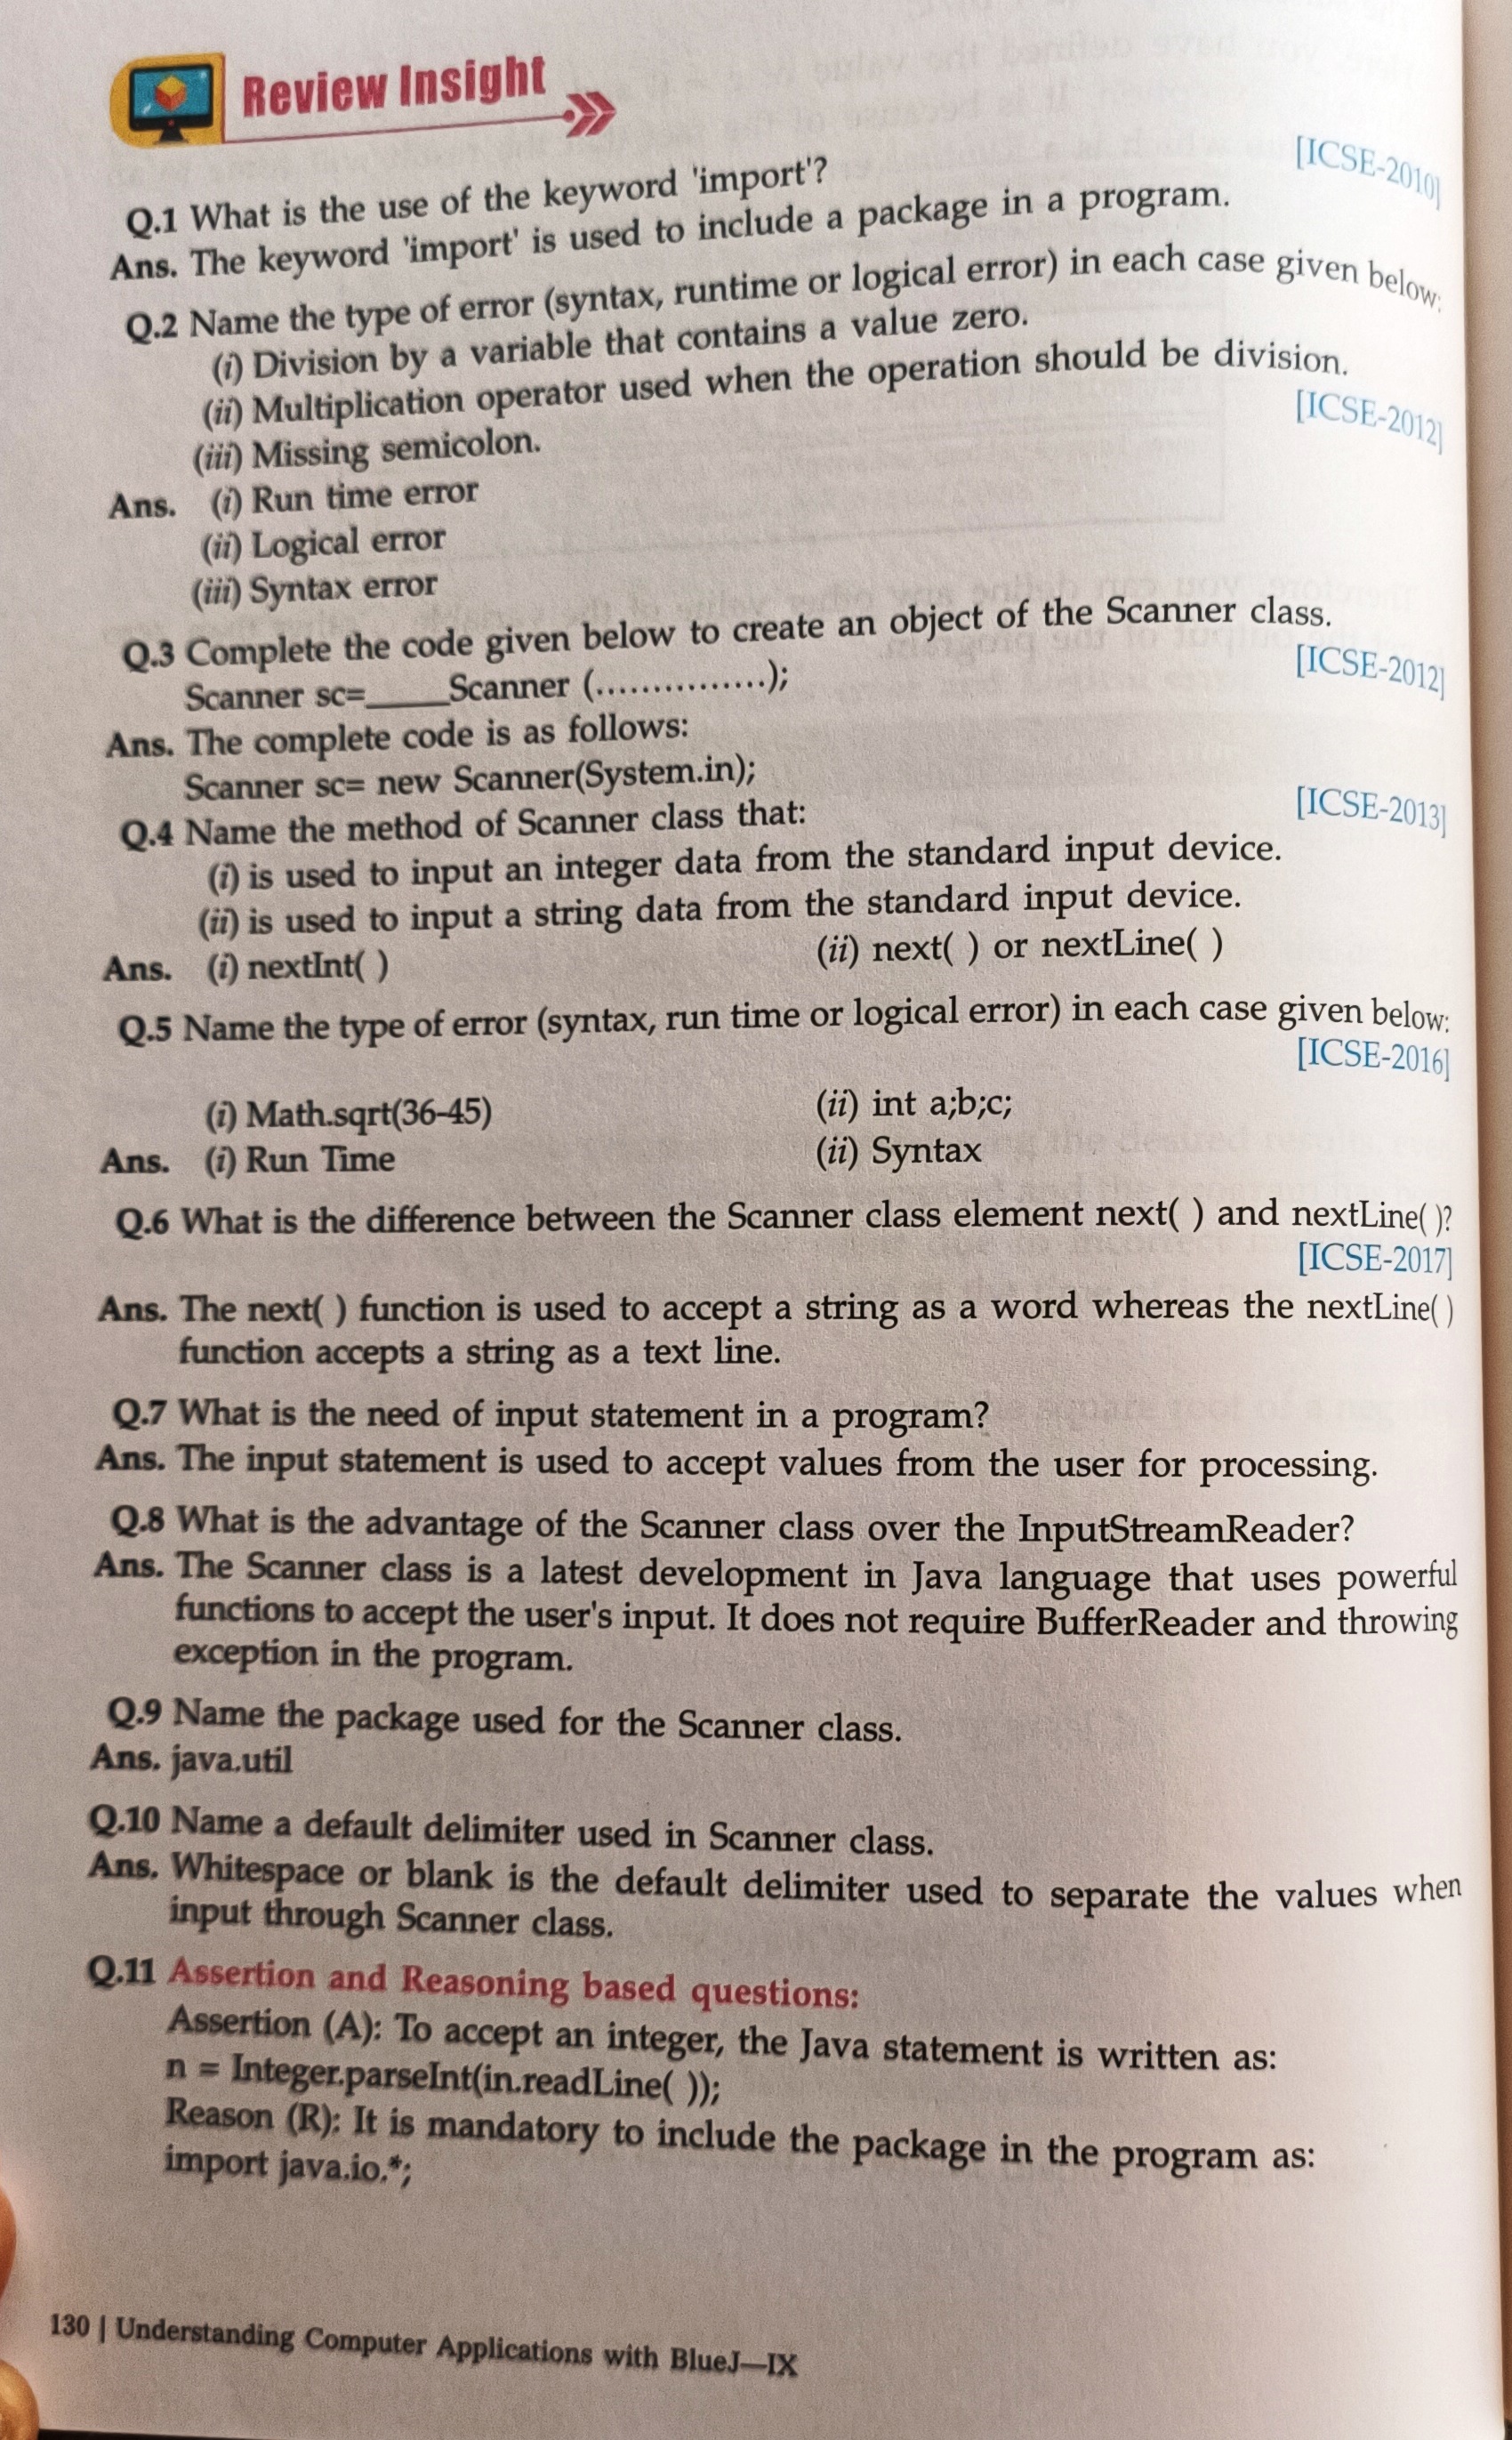 Review Insight
Q.1 What is the use of the keyword 'import'? [ICSE-2010]
Ans. The keyword 'import' is used to include a package in a program.
Q.2 Name the type of error (syntax, runtime or logical error) in each case given below:
(i) Division by a variable that contains a value zero.
(ii) Multiplication operator used when the operation should be division.
(iii) Missing semicolon. [ICSE-2012]
Ans. (i) Run time error
(ii) Logical error
(iii) Syntax error
Q.3 Complete the code given below to create an object of the Scanner class.
Scanner sc=_____Scanner (...............); [ICSE-2012]
Ans. The complete code is as follows:
Scanner sc= new Scanner(System.in);
Q.4 Name the method of Scanner class that: [ICSE-2013]
(i) is used to input an integer data from the standard input device.
(ii) is used to input a string data from the standard input device.
Ans. (i) nextInt( ) (ii) next( ) or nextLine( )
Q.5 Name the type of error (syntax, run time or logical error) in each case given below:
[ICSE-2016]
(i) Math.sqrt(36-45) (ii) int a;b;c;
Ans. (i) Run Time (ii) Syntax
Q.6 What is the difference between the Scanner class element next( ) and nextLine( )?
[ICSE-2017]
Ans. The next( ) function is used to accept a string as a word whereas the nextLine( )
function accepts a string as a text line.
Q.7 What is the need of input statement in a program?
Ans. The input statement is used to accept values from the user for processing.
Q.8 What is the advantage of the Scanner class over the InputStreamReader?
Ans. The Scanner class is a latest development in Java language that uses powerful
functions to accept the user's input. It does not require BufferReader and throwing
exception in the program.
Q.9 Name the package used for the Scanner class.
Ans. java.util
Q.10 Name a default delimiter used in Scanner class.
Ans. Whitespace or blank is the default delimiter used to separate the values when
input through Scanner class.
Q.11 Assertion and Reasoning based questions:
Assertion (A): To accept an integer, the Java statement is written as:
n = Integer.parseInt(in.readLine( ));
Reason (R): It is mandatory to include the package in the program as:
import java.io.*;
130 | Understanding Computer Applications with BlueJ—IX